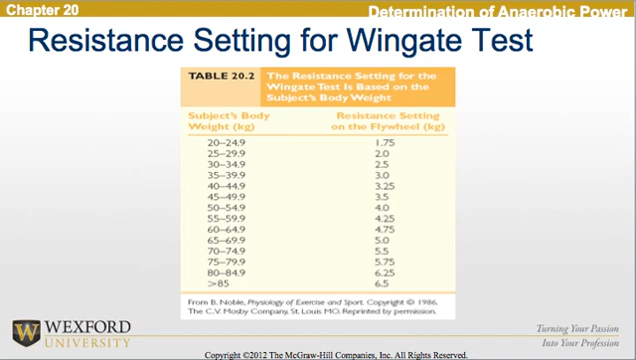 Chapter 20
Determination of Anaerobic Power
Resistance Setting for Wingate Test
TABLE 20.2 The Resistance Setting for the
Wingate Test Is Based on the
Subject's Body Weight
Subject's Body Resistance Setting
Weight (kg) on the Flywheel (kg)
20–24.9 1.75
25–29.9 2.0
30–34.9 2.5
35–39.9 3.0
40–44.9 3.25
45–49.9 3.5
50–54.9 4.0
55–59.9 4.25
60–64.9 4.75
65–69.9 5.0
70–74.9 5.5
75–79.9 5.75
80–84.9 6.25
>85 6.5
From B. Noble, Physiology of Exercise and Sport. Copyright © 1986.
The C.V. Mosby Company, St. Louis MO. Reprinted by permission.
W WEXFORD
UNIVERSITY
Turning Your Passion
Into Your Profession
Copyright ©2012 The McGraw-Hill Companies, Inc. All Rights Reserved.